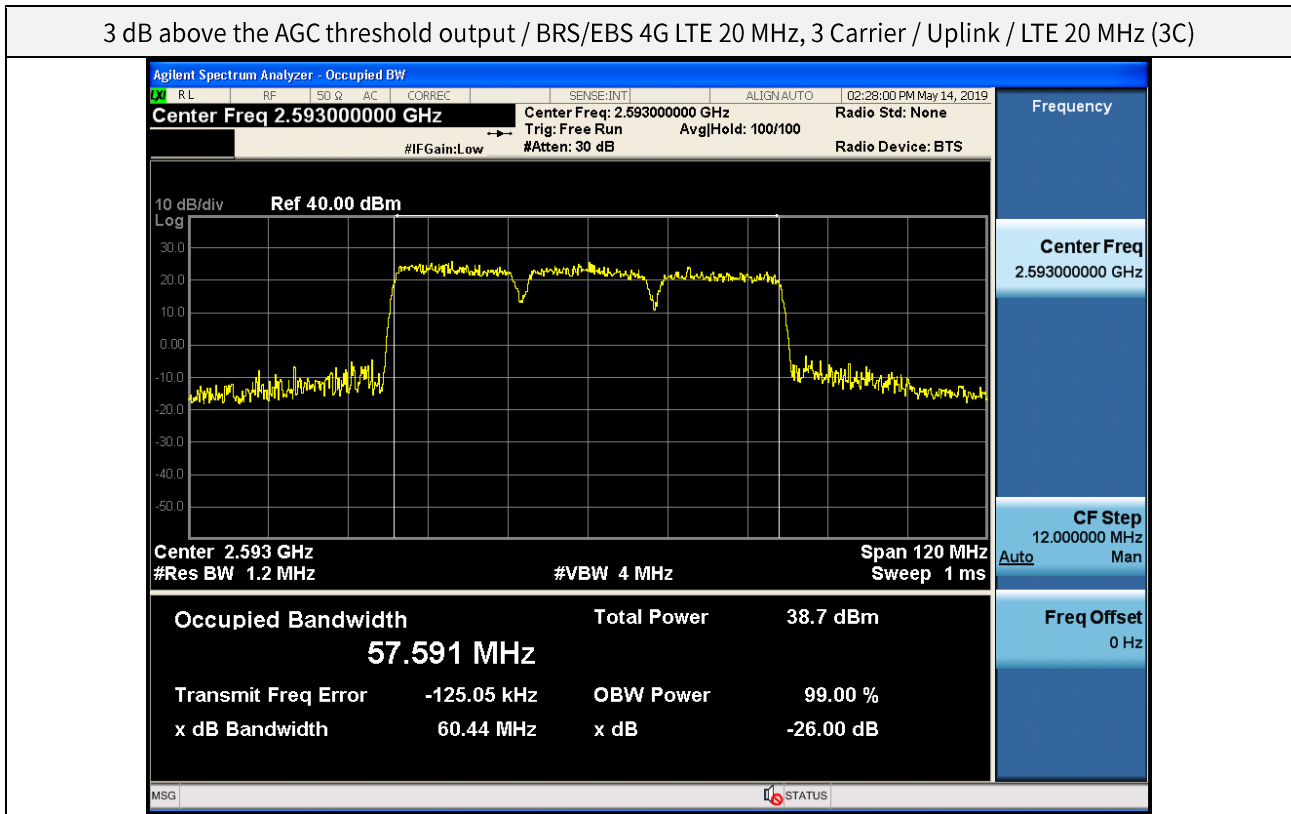 3 dB above the AGC threshold output / BRS/EBS 4G LTE 20 MHz, 3 Carrier / Uplink / LTE 20 MHz (3C)
Agilent Spectrum Analyzer - Occupied BW
LXI RL RF 50 Ω AC CORREC SENSE:INT ALIGN AUTO 02:28:00 PM May 14, 2019
Center Freq 2.593000000 GHz
Center Freq: 2.593000000 GHz Radio Std: None
Trig: Free Run Avg|Hold: 100/100
#IFGain:Low #Atten: 30 dB Radio Device: BTS
10 dB/div Ref 40.00 dBm
Log
30.0
20.0
10.0
0.00
-10.0
-20.0
-30.0
-40.0
-50.0
Center 2.593 GHz Span 120 MHz
#Res BW 1.2 MHz #VBW 4 MHz Sweep 1 ms
Occupied Bandwidth Total Power 38.7 dBm
57.591 MHz
Transmit Freq Error -125.05 kHz OBW Power 99.00 %
x dB Bandwidth 60.44 MHz x dB -26.00 dB
MSG STATUS
Frequency
Center Freq
2.593000000 GHz
CF Step
12.000000 MHz
Auto Man
Freq Offset
0 Hz